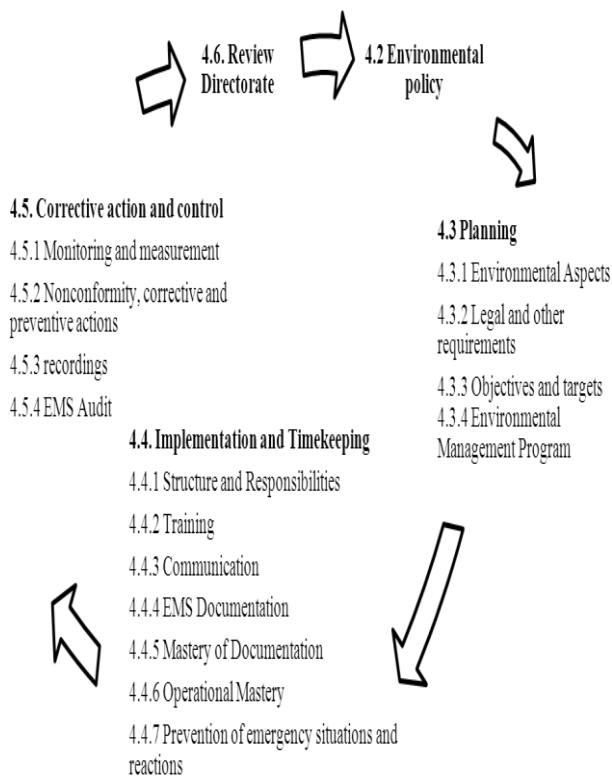 4.6. Review
Directorate
4.2 Environmental
policy
4.3 Planning
4.3.1 Environmental Aspects
4.3.2 Legal and other
requirements
4.3.3 Objectives and targets
4.3.4 Environmental
Management Program
4.4. Implementation and Timekeeping
4.4.1 Structure and Responsibilities
4.4.2 Training
4.4.3 Communication
4.4.4 EMS Documentation
4.4.5 Mastery of Documentation
4.4.6 Operational Mastery
4.4.7 Prevention of emergency situations and
reactions
4.5. Corrective action and control
4.5.1 Monitoring and measurement
4.5.2 Nonconformity, corrective and
preventive actions
4.5.3 recordings
4.5.4 EMS Audit